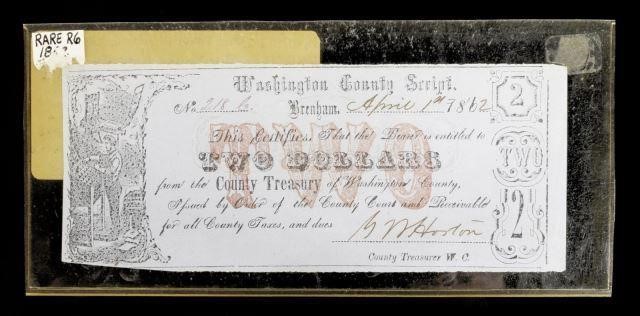 RARE R6
Washington County Script.
2
Brenham. April 1st 1862
This Certifies That the Bearer is entitled to
TWO DOLLARS
TWO
TWO
from the County Treasury of Washington County,
Issued by Order of the County Court and Receivable
for all County Taxes, and dues
2
County Treasurer W. C.